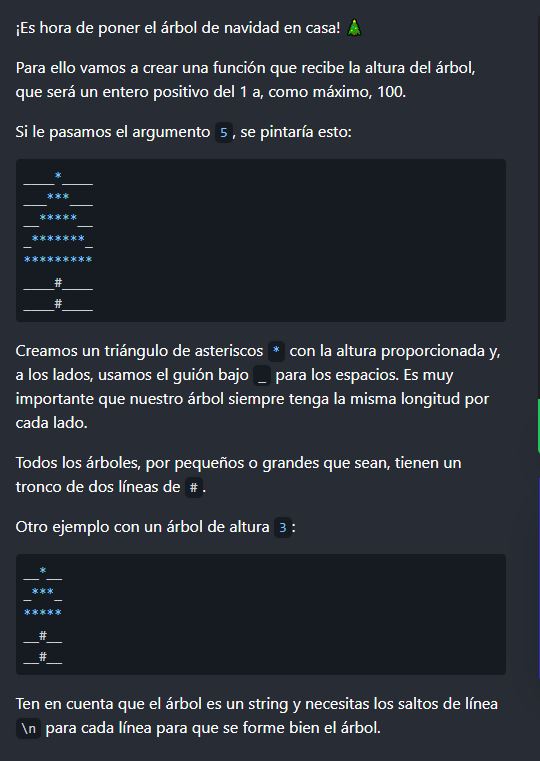 ¡Es hora de poner el árbol de navidad en casa! 🎄
Para ello vamos a crear una función que recibe la altura del árbol,
que será un entero positivo del 1 a, como máximo, 100.
Si le pasamos el argumento 5, se pintaría esto:
____*____
___***___
__*****__
_*******_
*********
____#____
____#____
Creamos un triángulo de asteriscos * con la altura proporcionada y,
a los lados, usamos el guión bajo _ para los espacios. Es muy
importante que nuestro árbol siempre tenga la misma longitud por
cada lado.
Todos los árboles, por pequeños o grandes que sean, tienen un
tronco de dos líneas de #.
Otro ejemplo con un árbol de altura 3:
__*__
_***_
*****
__#__
__#__
Ten en cuenta que el árbol es un string y necesitas los saltos de línea
\n para cada línea para que se forme bien el árbol.